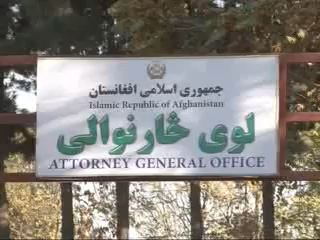 جمهوری اسلامی افغانستان
Islamic Republic of Afghanistan
لوی څارنوالی
ATTORNEY GENERAL OFFICE